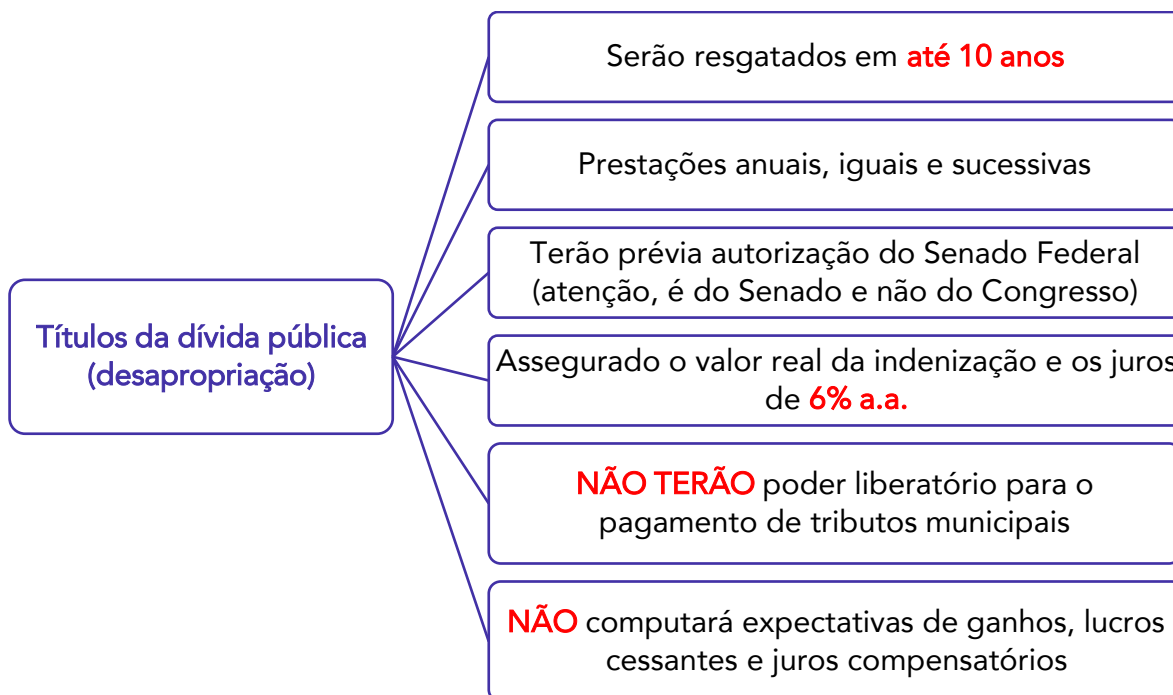 Serão resgatados em até 10 anos
Prestações anuais, iguais e sucessivas
Terão prévia autorização do Senado Federal
(atenção, é do Senado e não do Congresso)
Títulos da dívida pública
(desapropriação)
Assegurado o valor real da indenização e os juros
de 6% a.a.
NÃO TERÃO poder liberatório para o
pagamento de tributos municipais
NÃO computará expectativas de ganhos, lucros
cessantes e juros compensatórios